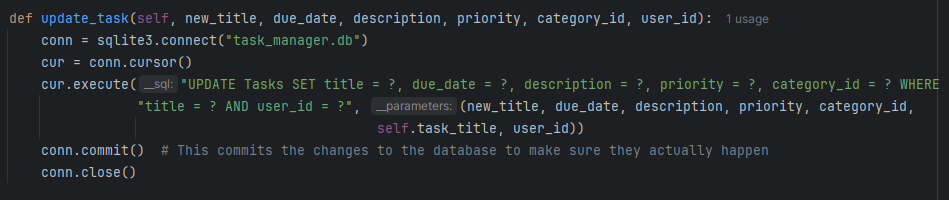 def update_task(self, new_title, due_date, description, priority, category_id, user_id): 1 usage
conn = sqlite3.connect("task_manager.db")
cur = conn.cursor()
cur.execute(__sql: "UPDATE Tasks SET title = ?, due_date = ?, description = ?, priority = ?, category_id = ? WHERE
"title = ? AND user_id = ?", __parameters: (new_title, due_date, description, priority, category_id,
self.task_title, user_id))
conn.commit()  # This commits the changes to the database to make sure they actually happen
conn.close()